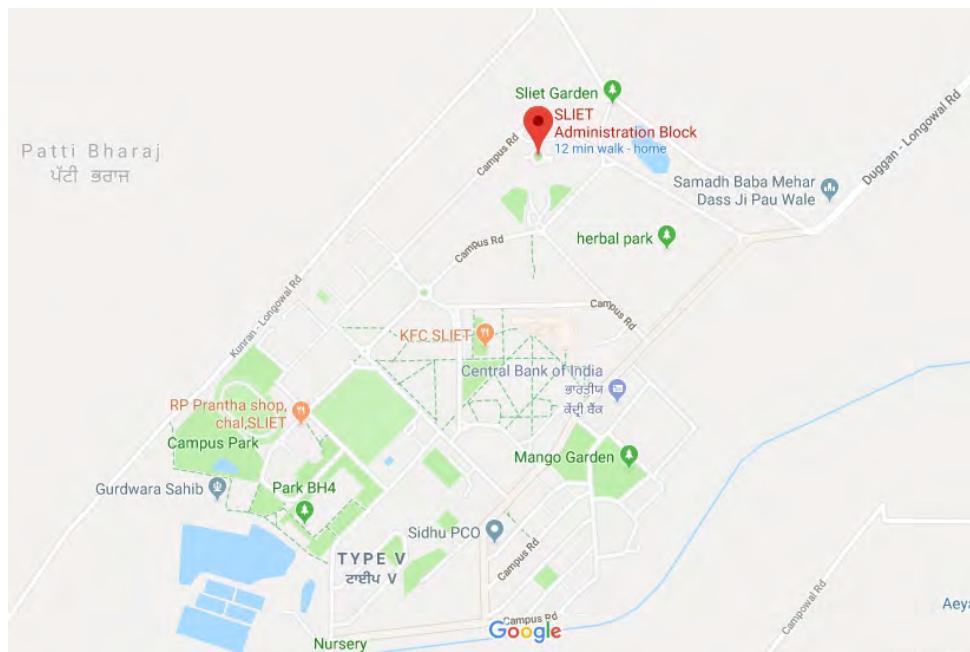 Sliet Garden
SLIET
Administration Block
12 min walk - home
Campus Rd
Duggan - Longowal Rd
Patti Bharaj
ਪੱਟੀ ਭਰਾਜ
Samadh Baba Mehar
Dass Ji Pau Wale
herbal park
Campus Rd
Kunran - Longowal Rd
Campus Rd
KFC SLIET
Central Bank of India
ਭਾਰਤੀਯ
ਕੇਂਦ੍ਰੀ ਬੈਂਕ
RP Prantha shop,
chal,SLIET
Campus Park
Mango Garden
Gurdwara Sahib
Park BH4
Sidhu PCO
TYPE V
ਟਾਈਪ V
Campus Rd
Campowal Rd
Aeya
Campus Rd
Google
Nursery